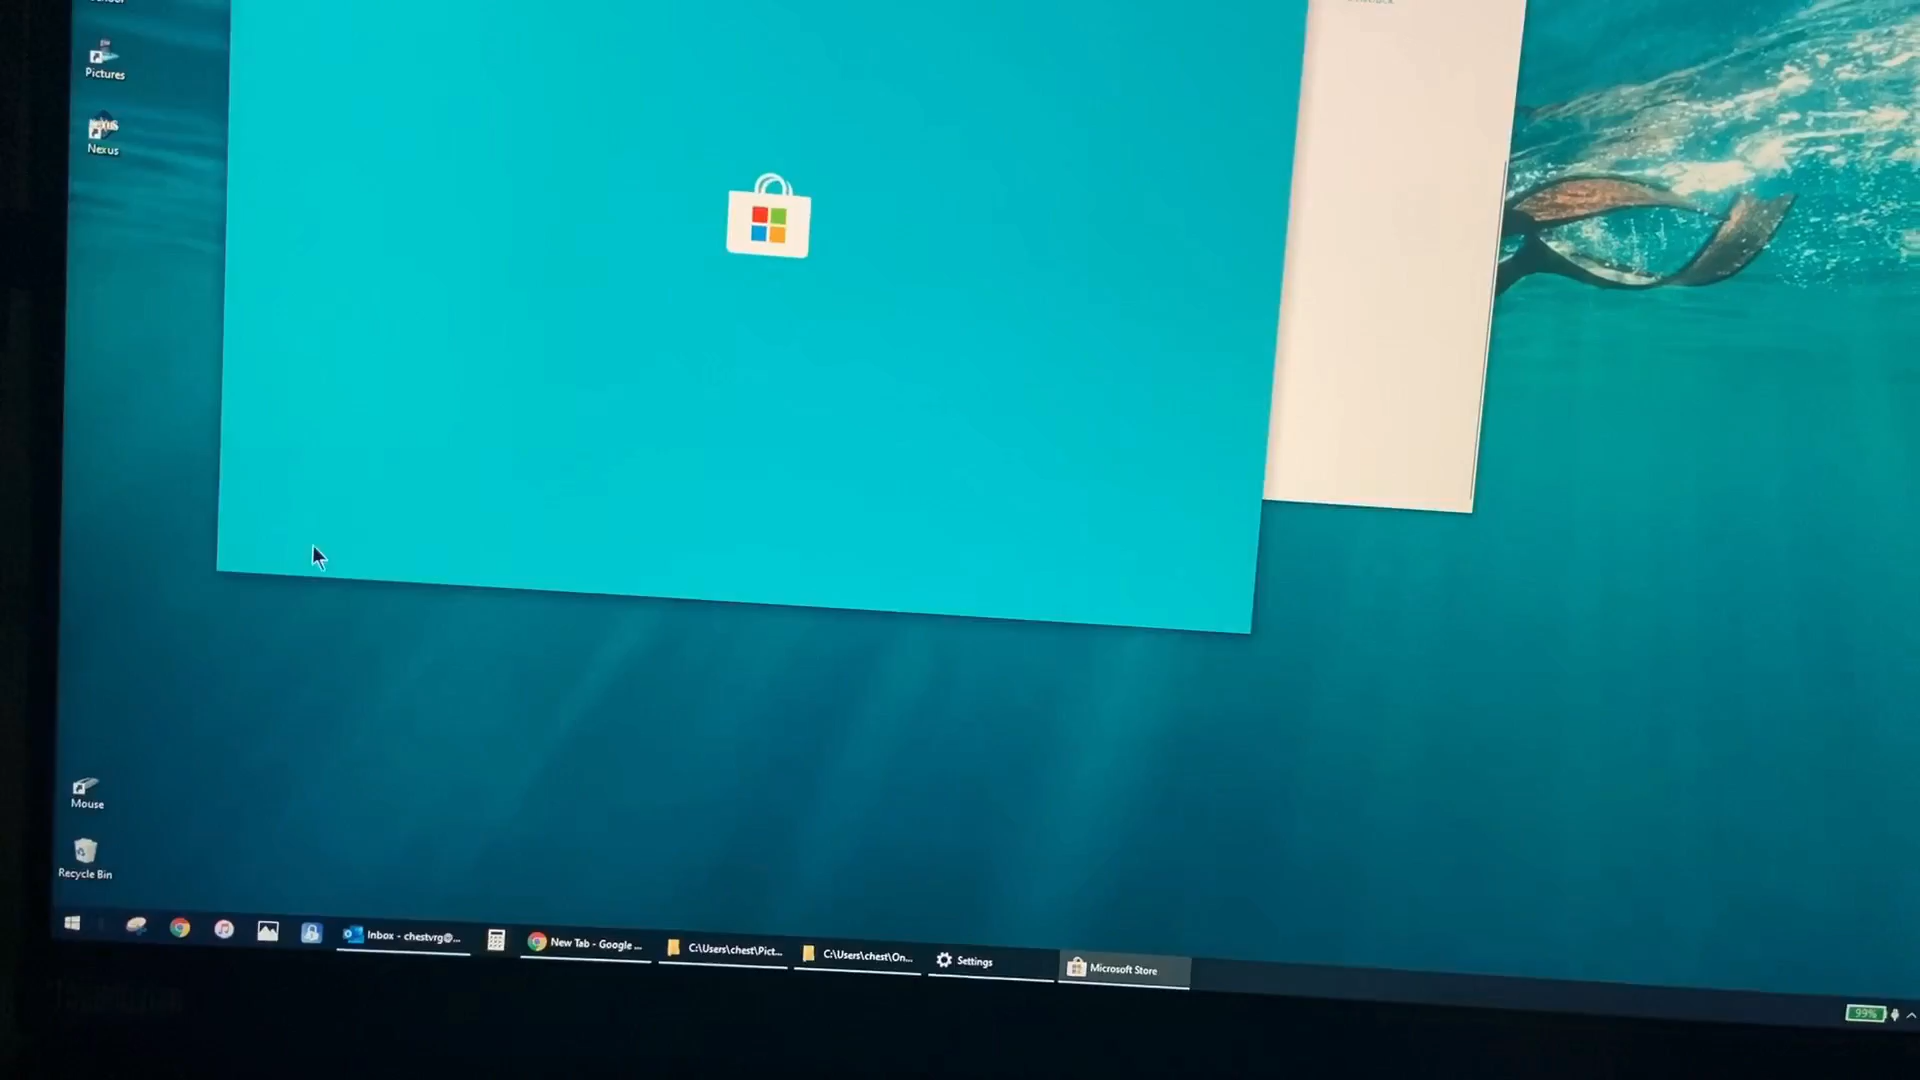 Pictures
Nexus
Mouse
Recycle Bin
Inbox - chestvrg@...
New Tab - Google ...
C:\Users\chest\Pict...
C:\Users\chest\On...
Settings
Microsoft Store
99%